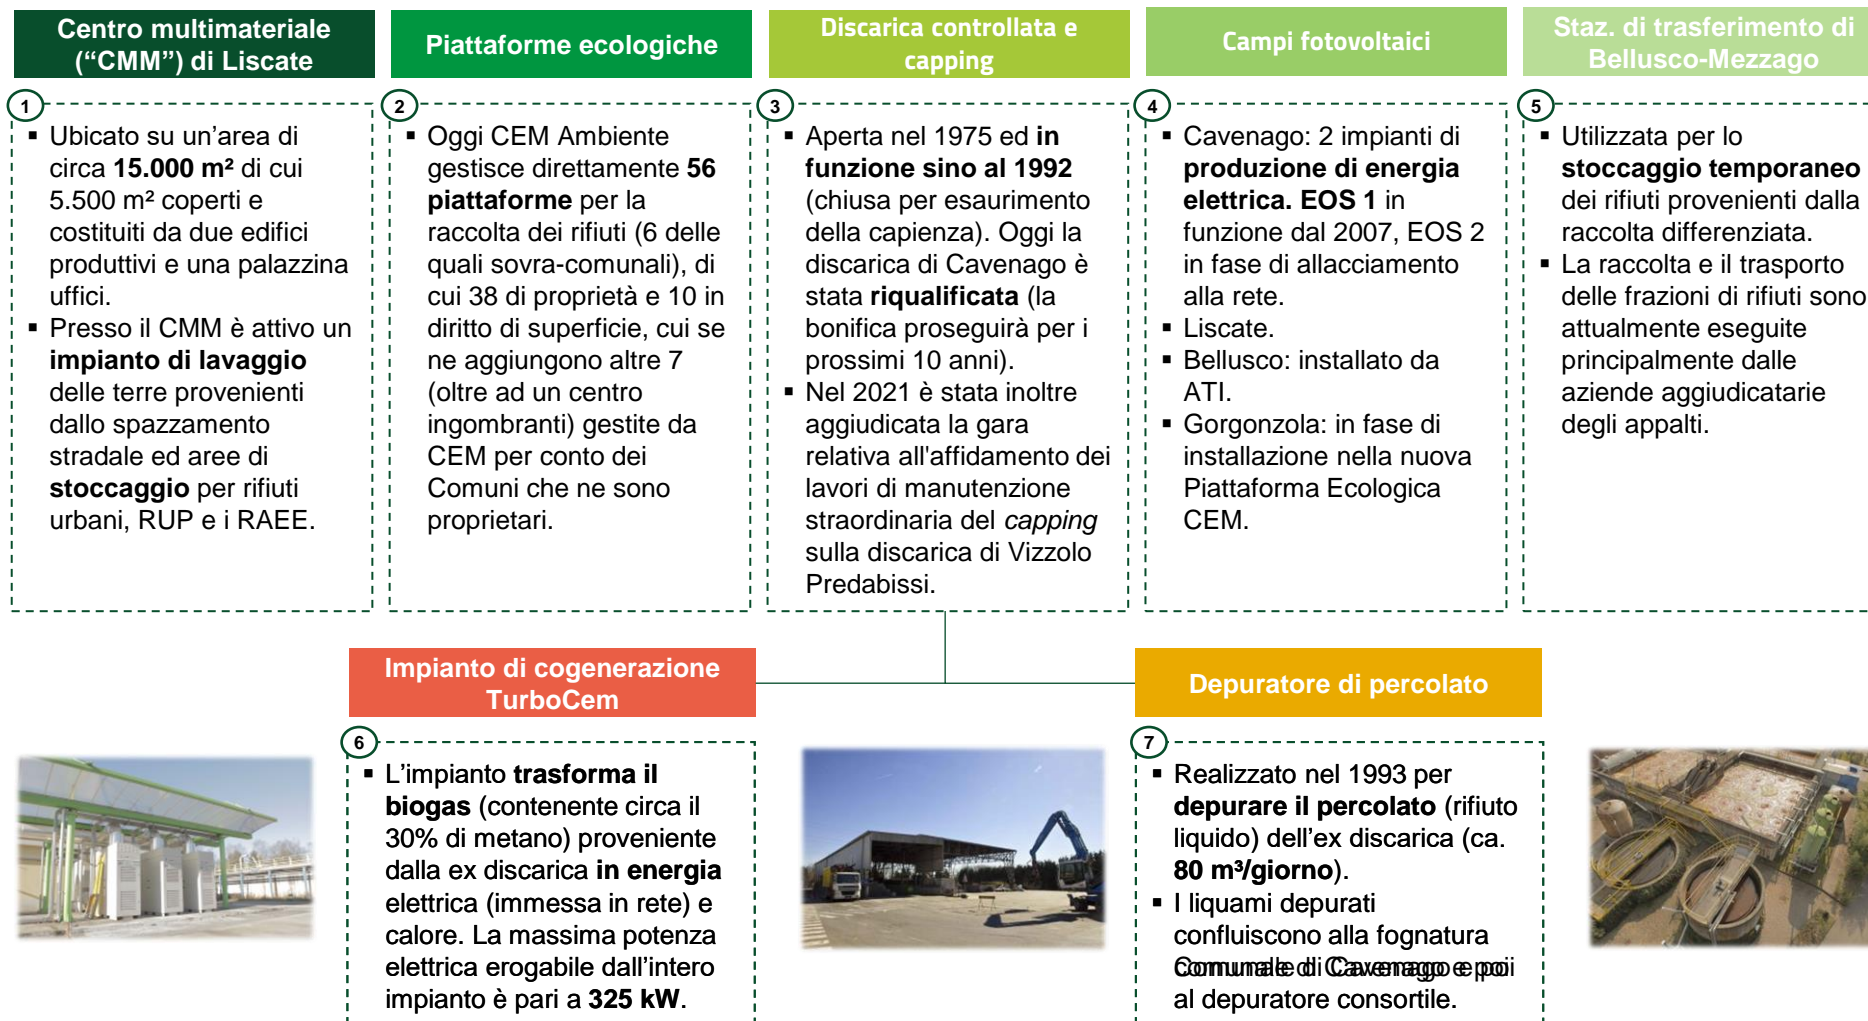 Centro multimateriale
(“CMM”) di Liscate
1
▪ Ubicato su un’area di
circa 15.000 m² di cui
5.500 m² coperti e
costituiti da due edifici
produttivi e una palazzina
uffici.
▪ Presso il CMM è attivo un
impianto di lavaggio
delle terre provenienti
dallo spazzamento
stradale ed aree di
stoccaggio per rifiuti
urbani, RUP e i RAEE.
Piattaforme ecologiche
2
▪ Oggi CEM Ambiente
gestisce direttamente 56
piattaforme per la
raccolta dei rifiuti (6 delle
quali sovra-comunali), di
cui 38 di proprietà e 10 in
diritto di superficie, cui se
ne aggiungono altre 7
(oltre ad un centro
ingombranti) gestite da
CEM per conto dei
Comuni che ne sono
proprietari.
Discarica controllata e
capping
3
▪ Aperta nel 1975 ed in
funzione sino al 1992
(chiusa per esaurimento
della capienza). Oggi la
discarica di Cavenago è
stata riqualificata (la
bonifica proseguirà per i
prossimi 10 anni).
▪ Nel 2021 è stata inoltre
aggiudicata la gara
relativa all'affidamento dei
lavori di manutenzione
straordinaria del capping
sulla discarica di Vizzolo
Predabissi.
Campi fotovoltaici
4
▪ Cavenago: 2 impianti di
produzione di energia
elettrica. EOS 1 in
funzione dal 2007, EOS 2
in fase di allacciamento
alla rete.
▪ Liscate.
▪ Bellusco: installato da
ATI.
▪ Gorgonzola: in fase di
installazione nella nuova
Piattaforma Ecologica
CEM.
Staz. di trasferimento di
Bellusco-Mezzago
5
▪ Utilizzata per lo
stoccaggio temporaneo
dei rifiuti provenienti dalla
raccolta differenziata.
▪ La raccolta e il trasporto
delle frazioni di rifiuti sono
attualmente eseguite
principalmente dalle
aziende aggiudicatarie
degli appalti.
Impianto di cogenerazione
TurboCem
6
▪ L’impianto trasforma il
biogas (contenente circa il
30% di metano) proveniente
dalla ex discarica in energia
elettrica (immessa in rete) e
calore. La massima potenza
elettrica erogabile dall’intero
impianto è pari a 325 kW.
Depuratore di percolato
7
▪ Realizzato nel 1993 per
depurare il percolato (rifiuto
liquido) dell’ex discarica (ca.
80 m³/giorno).
▪ I liquami depurati
confluiscono alla fognatura
Comunale di Cavenago e poi
al depuratore consortile.